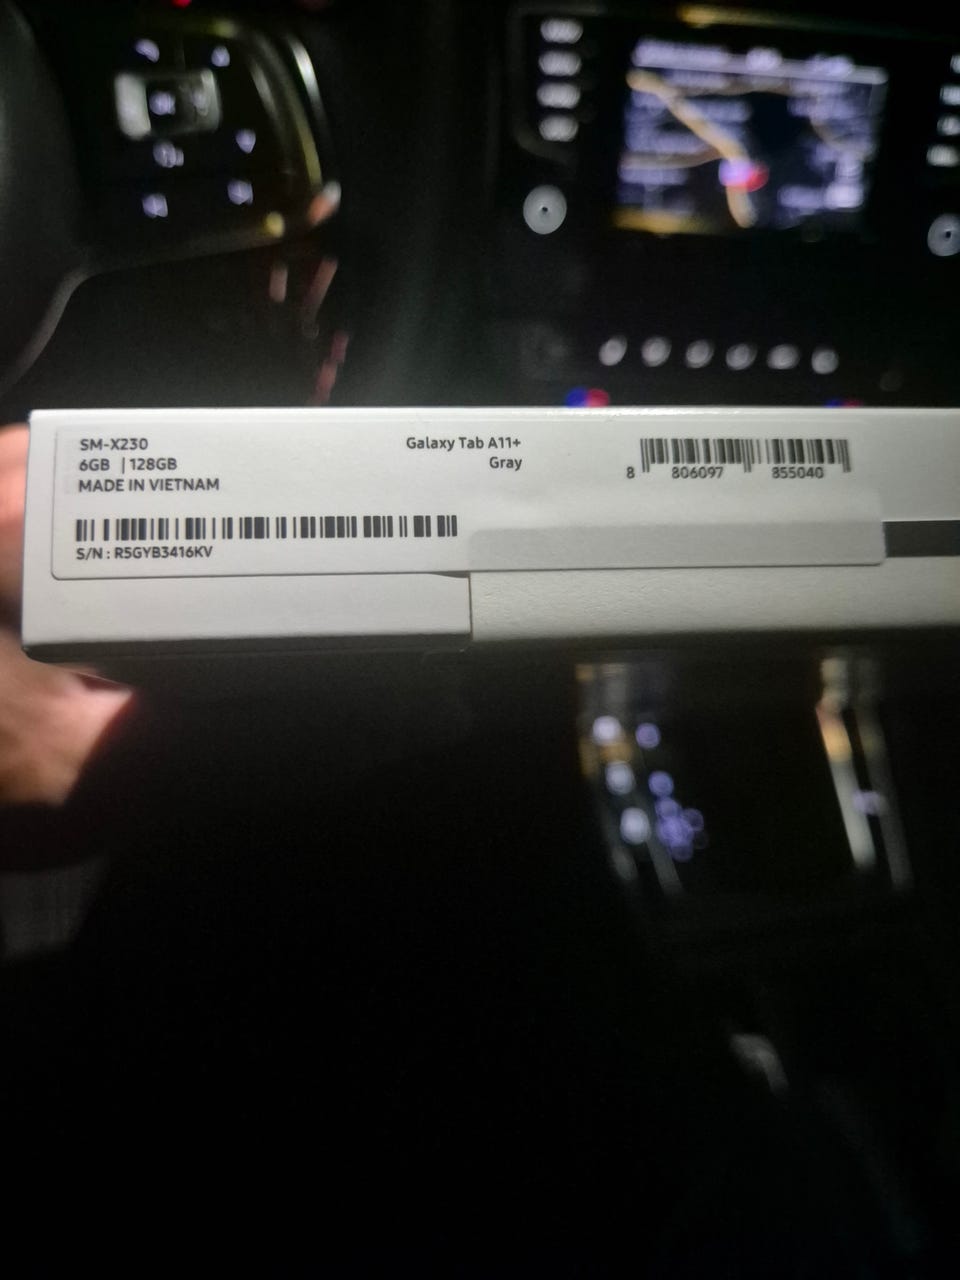 SM-X230
6GB | 128GB
MADE IN VIETNAM
S/N : R5GYB3416KV
Galaxy Tab A11+
Gray
8 806097 855040